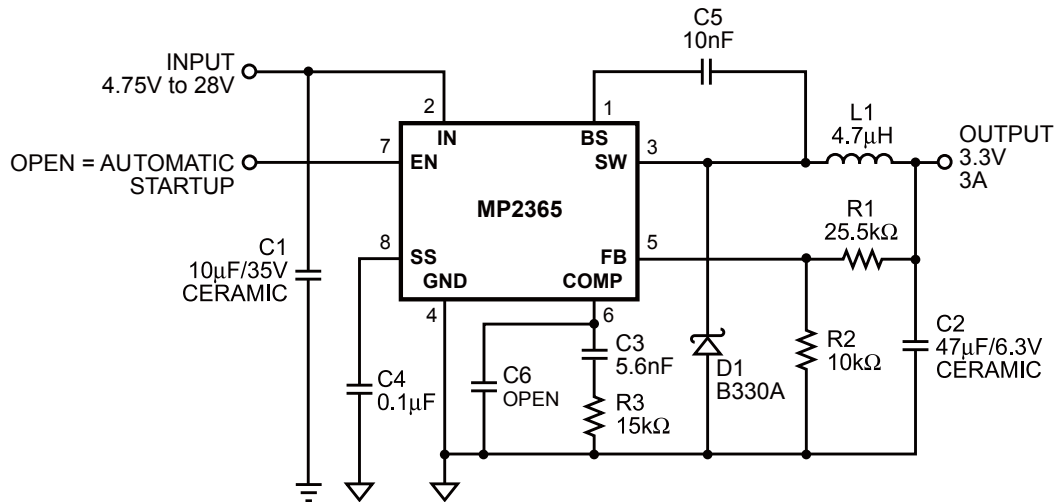 C5
10nF
INPUT
4.75V to 28V
2
1
IN
BS
L1
4.7µH
OUTPUT
3.3V
3A
7
EN
SW
3
OPEN = AUTOMATIC
STARTUP
MP2365
R1
25.5kΩ
8
SS
FB
5
C1
10µF/35V
CERAMIC
GND
COMP
4
6
C3
5.6nF
C2
47µF/6.3V
CERAMIC
R2
10kΩ
D1
B330A
C4
0.1µF
C6
OPEN
R3
15kΩ